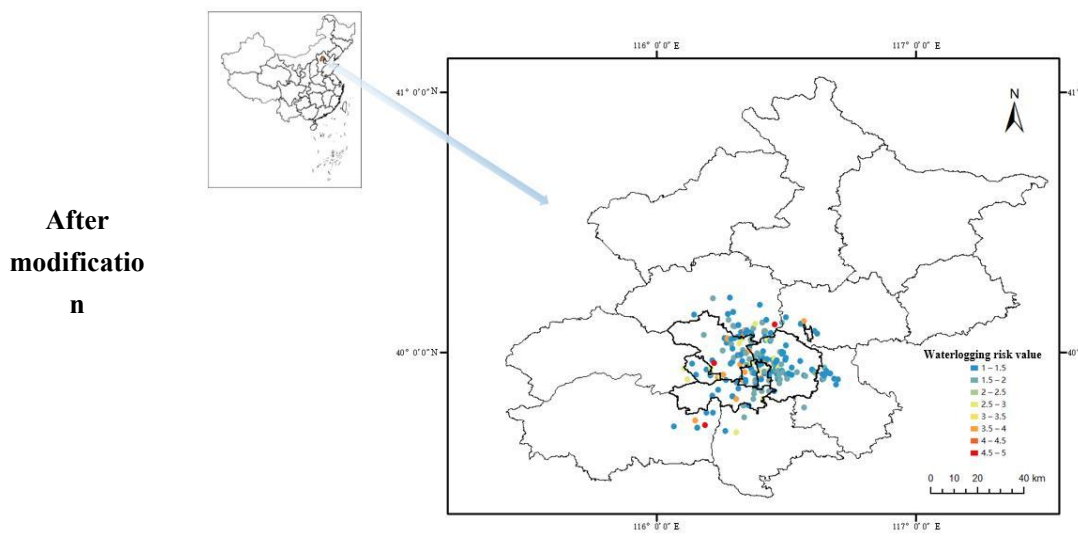 After
modificatio
n
116° 0′ 0″ E
117° 0′ 0″ E
41° 0′ 0″ N
41°
N
40° 0′ 0″ N
40°
Waterlogging risk value
1 – 1.5
1.5 – 2
2 – 2.5
2.5 – 3
3 – 3.5
3.5 – 4
4 – 4.5
4.5 – 5
0 10 20 40 km
116° 0′ 0″ E
117° 0′ 0″ E